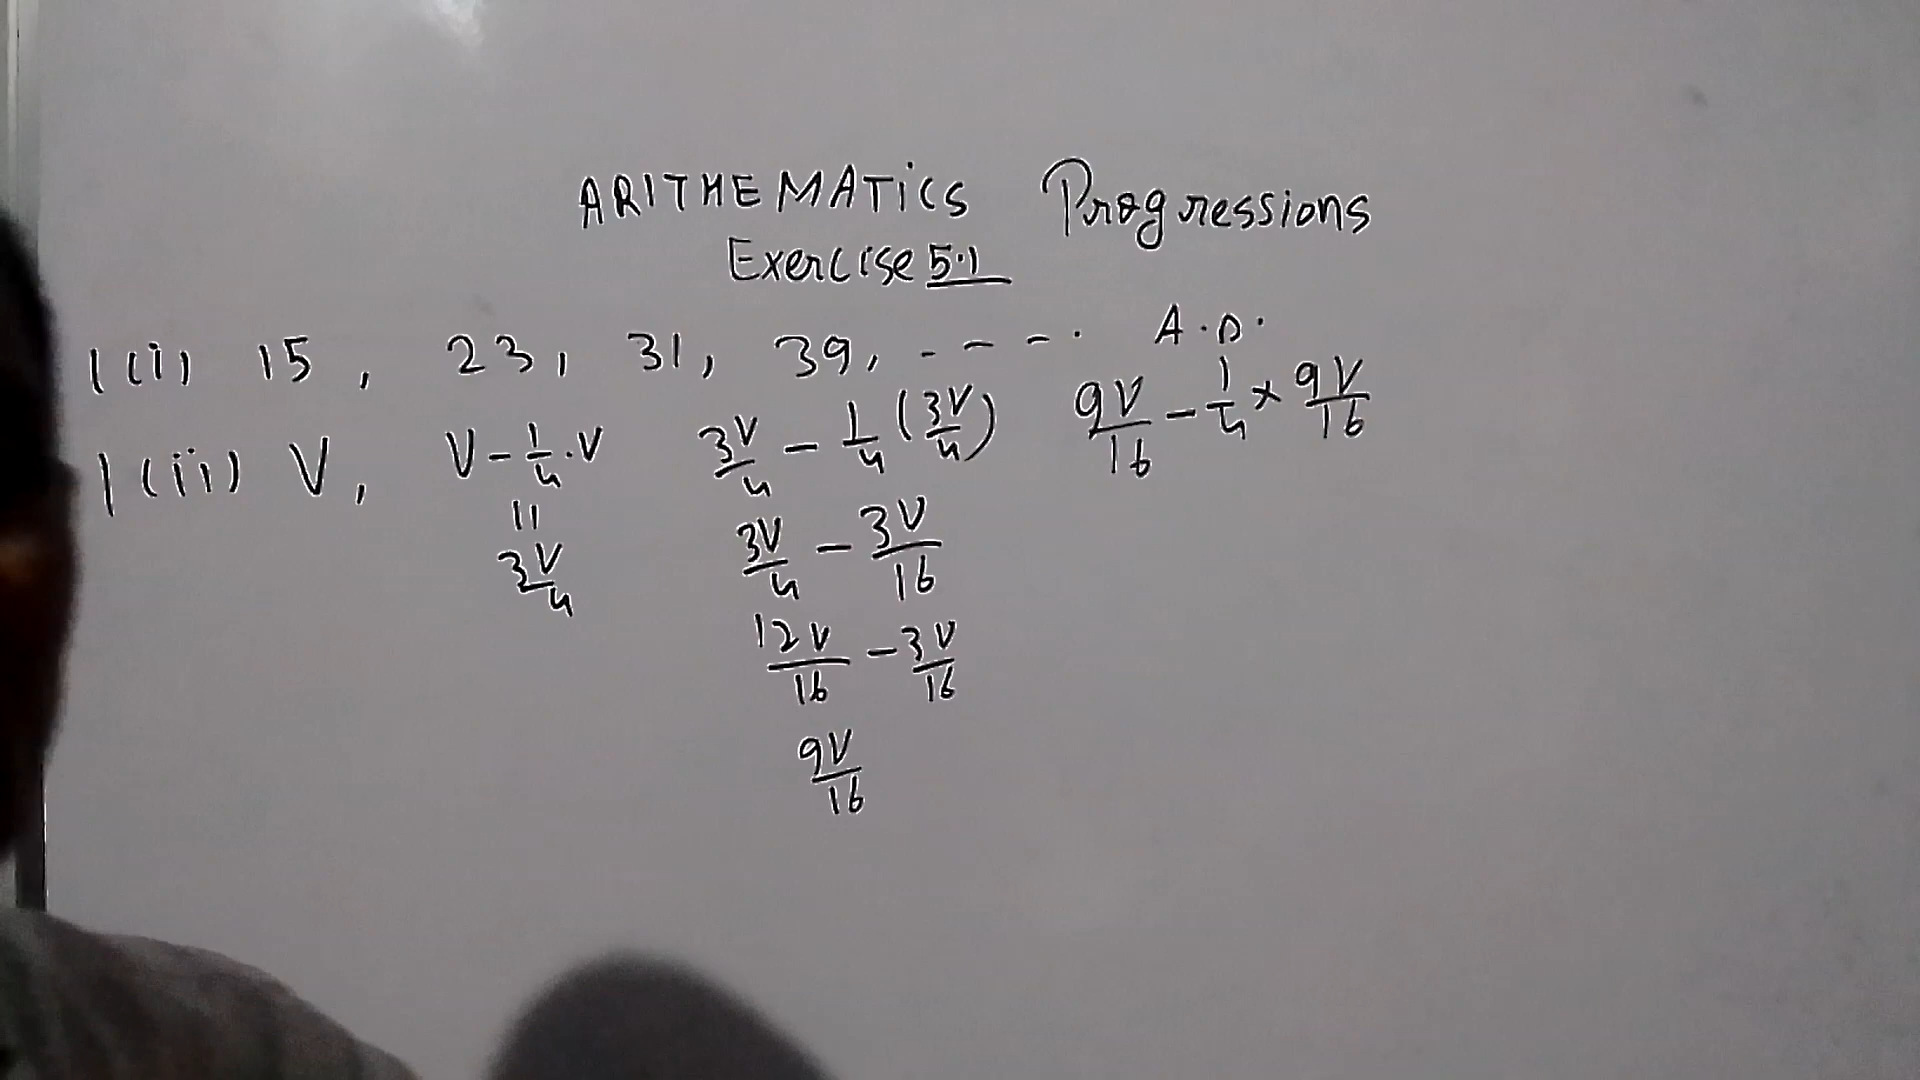 ARITHEMATICS Progressions
Exercise 5.1
1(i) 15, 23, 31, 39, - - - . A.P.
1(ii) V, V - 1/4 . V 3V/4 - 1/4 (3V/4) 9V/16 - 1/4 × 9V/16
11
3V/4 3V/4 - 3V/16
12V/16 - 3V/16
9V/16